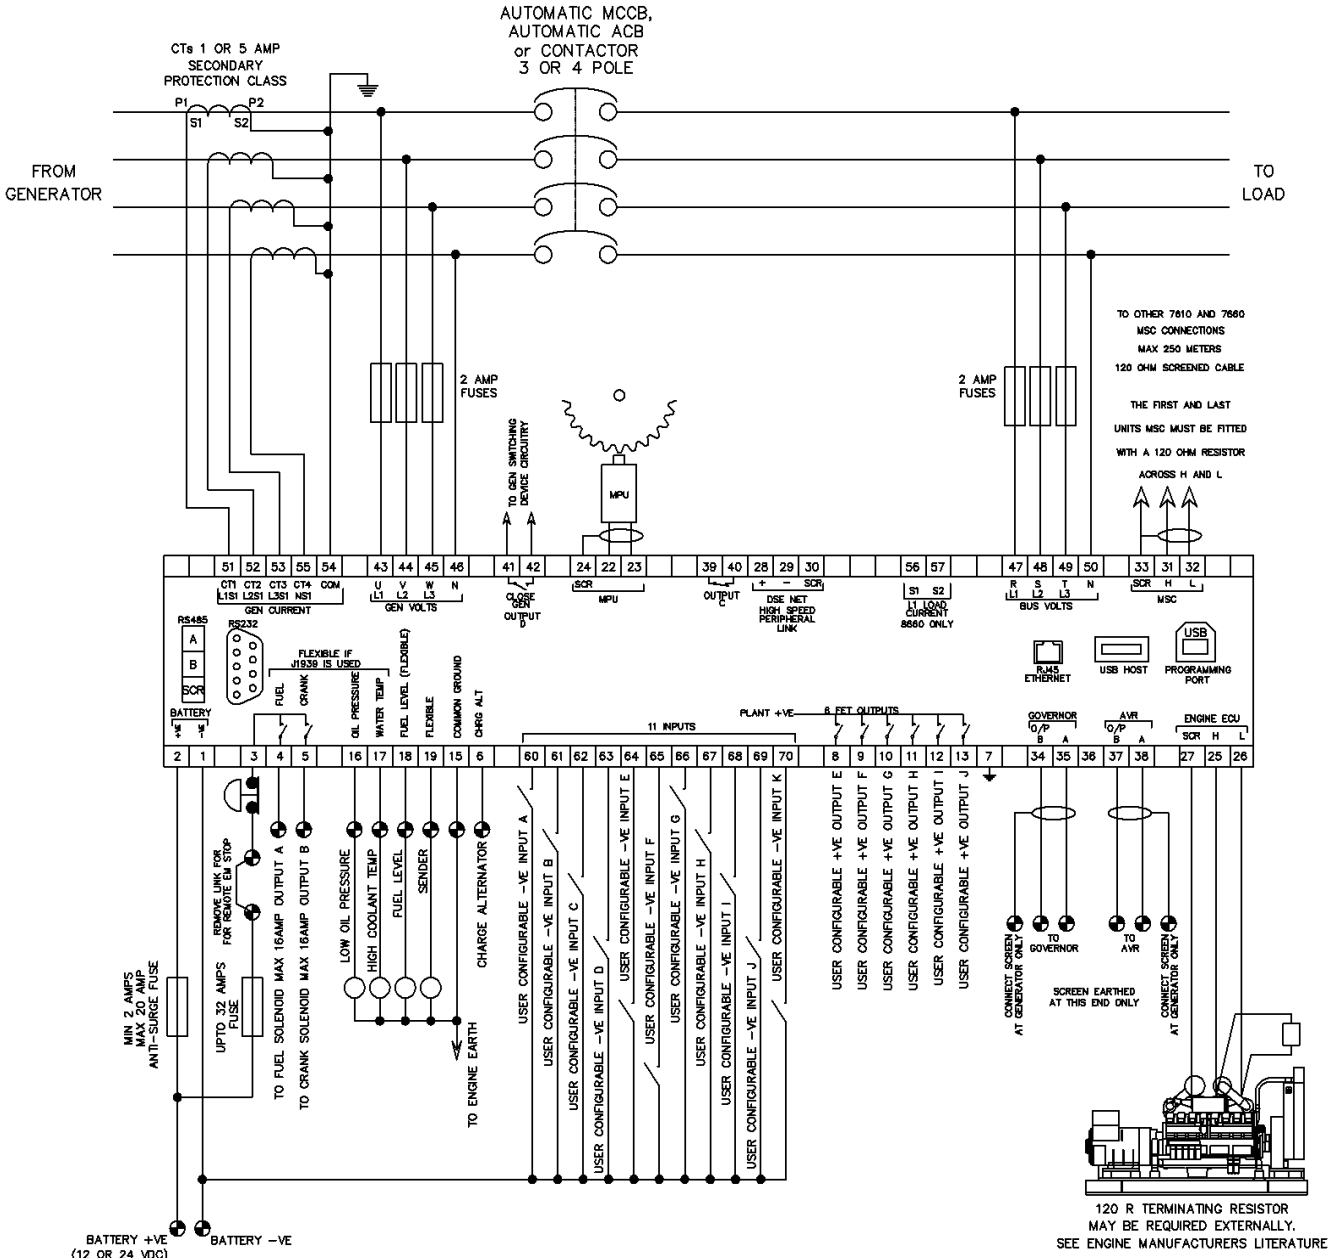 AUTOMATIC MCCB,
AUTOMATIC ACB
or CONTACTOR
3 OR 4 POLE
CTs 1 OR 5 AMP
SECONDARY
PROTECTION CLASS
P1
P2
S1
S2
FROM
GENERATOR
TO
LOAD
TO OTHER 7610 AND 7660
MSC CONNECTIONS
MAX 250 METERS
120 OHM SCREENED CABLE
THE FIRST AND LAST
UNITS MSC MUST BE FITTED
WITH A 120 OHM RESISTOR
ACROSS H AND L
2 AMP
FUSES
2 AMP
FUSES
TO GEN SWITCHING
DEVICE CIRCUITRY
MPU
51 52 53 55 54 43 44 45 46 41 42 24 22 23 39 40 28 29 30 56 57 47 48 49 50 33 31 32
CT1 CT2 CT3 CT4 COM
L1S1 L2S1 L3S1 NS1
GEN CURRENT
U V W N
L1 L2 L3
GEN VOLTS
CLOSE
GEN
OUTPUT
D
SCR
MPU
OUTPUT
C
+ − SCR
DSE NET
HIGH SPEED
PERIPHERAL
LINK
S1 S2
L1 LOAD
CURRENT
8660 ONLY
R S T N
L1 L2 L3
BUS VOLTS
SCR H L
MSC
RS485
A
B
SCR
RS232
FLEXIBLE IF
J1939 IS USED
FUEL
CRANK
OIL PRESSURE
WATER TEMP
FUEL LEVEL (FLEXIBLE)
FLEXIBLE
COMMON GROUND
CHRG ALT
RJ45
ETHERNET
USB HOST
USB
PROGRAMMING
PORT
BATTERY
+VE
-VE
11 INPUTS
PLANT +VE
6 FET OUTPUTS
GOVERNOR
O/P
B A
AVR
O/P
B A
ENGINE ECU
SCR H L
2 1 3 4 5 16 17 18 19 15 6 60 61 62 63 64 65 66 67 68 69 70 8 9 10 11 12 13 7 34 35 36 37 38 27 25 26
REMOVE LINK FOR
FOR REMOTE EM STOP
MIN 2 AMPS
MAX 20 AMP
ANTI-SURGE FUSE
UPTO 32 AMPS
FUSE
TO FUEL SOLENOID MAX 16AMP OUTPUT A
TO CRANK SOLENOID MAX 16AMP OUTPUT B
LOW OIL PRESSURE
HIGH COOLANT TEMP
FUEL LEVEL
SENDER
TO ENGINE EARTH
CHARGE ALTERNATOR
USER CONFIGURABLE -VE INPUT A
USER CONFIGURABLE -VE INPUT B
USER CONFIGURABLE -VE INPUT C
USER CONFIGURABLE -VE INPUT D
USER CONFIGURABLE -VE INPUT E
USER CONFIGURABLE -VE INPUT F
USER CONFIGURABLE -VE INPUT G
USER CONFIGURABLE -VE INPUT H
USER CONFIGURABLE -VE INPUT I
USER CONFIGURABLE -VE INPUT J
USER CONFIGURABLE -VE INPUT K
USER CONFIGURABLE +VE OUTPUT E
USER CONFIGURABLE +VE OUTPUT F
USER CONFIGURABLE +VE OUTPUT G
USER CONFIGURABLE +VE OUTPUT H
USER CONFIGURABLE +VE OUTPUT I
USER CONFIGURABLE +VE OUTPUT J
CONNECT SCREEN
AT GENERATOR ONLY
TO
GOVERNOR
TO
AVR
CONNECT SCREEN
AT GENERATOR ONLY
SCREEN EARTHED
AT THIS END ONLY
BATTERY +VE
(12 OR 24 VDC)
BATTERY -VE
120 R TERMINATING RESISTOR
MAY BE REQUIRED EXTERNALLY.
SEE ENGINE MANUFACTURERS LITERATURE